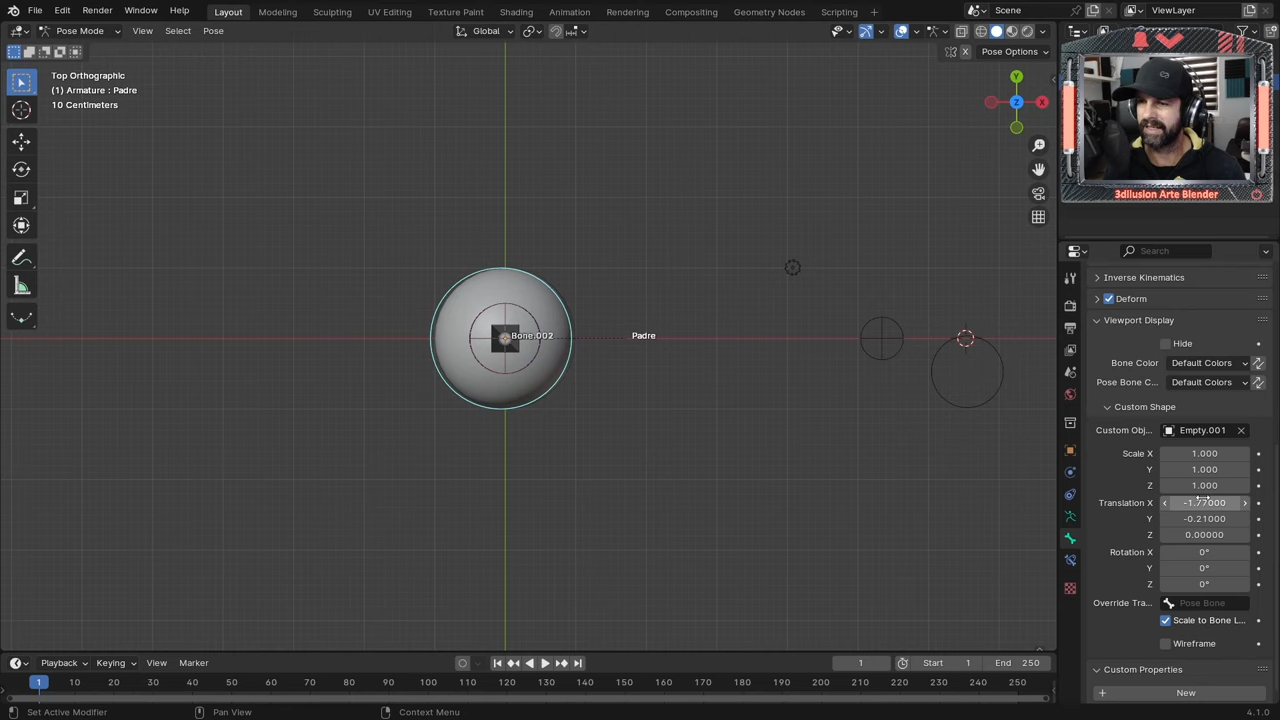 File Edit Render Window Help Layout Modeling Sculpting UV Editing Texture Paint Shading Animation Rendering Compositing Geometry Nodes Scripting + Scene ViewLayer
Pose Mode View Select Pose Global
Pose Options
Top Orthographic
(1) Armature : Padre
10 Centimeters
Y
Z
X
Bone.002
Padre
3dillusion Arte Blender
Search
Inverse Kinematics
Deform
Viewport Display
Hide
Bone Color Default Colors
Pose Bone C... Default Colors
Custom Shape
Custom Obj... Empty.001
Scale X 1.000
Y 1.000
Z 1.000
Translation X -1.77000
Y -0.21000
Z 0.00000
Rotation X 0°
Y 0°
Z 0°
Override Tra... Pose Bone
Scale to Bone L...
Wireframe
Custom Properties
+ New
Playback Keying View Marker 1 Start 1 End 250
1 10 20 30 40 50 60 70 80 90 100 110 120 130 140 150 160 170 180 190 200 210 220 230 240 250
Set Active Modifier Pan View Context Menu 4.1.0